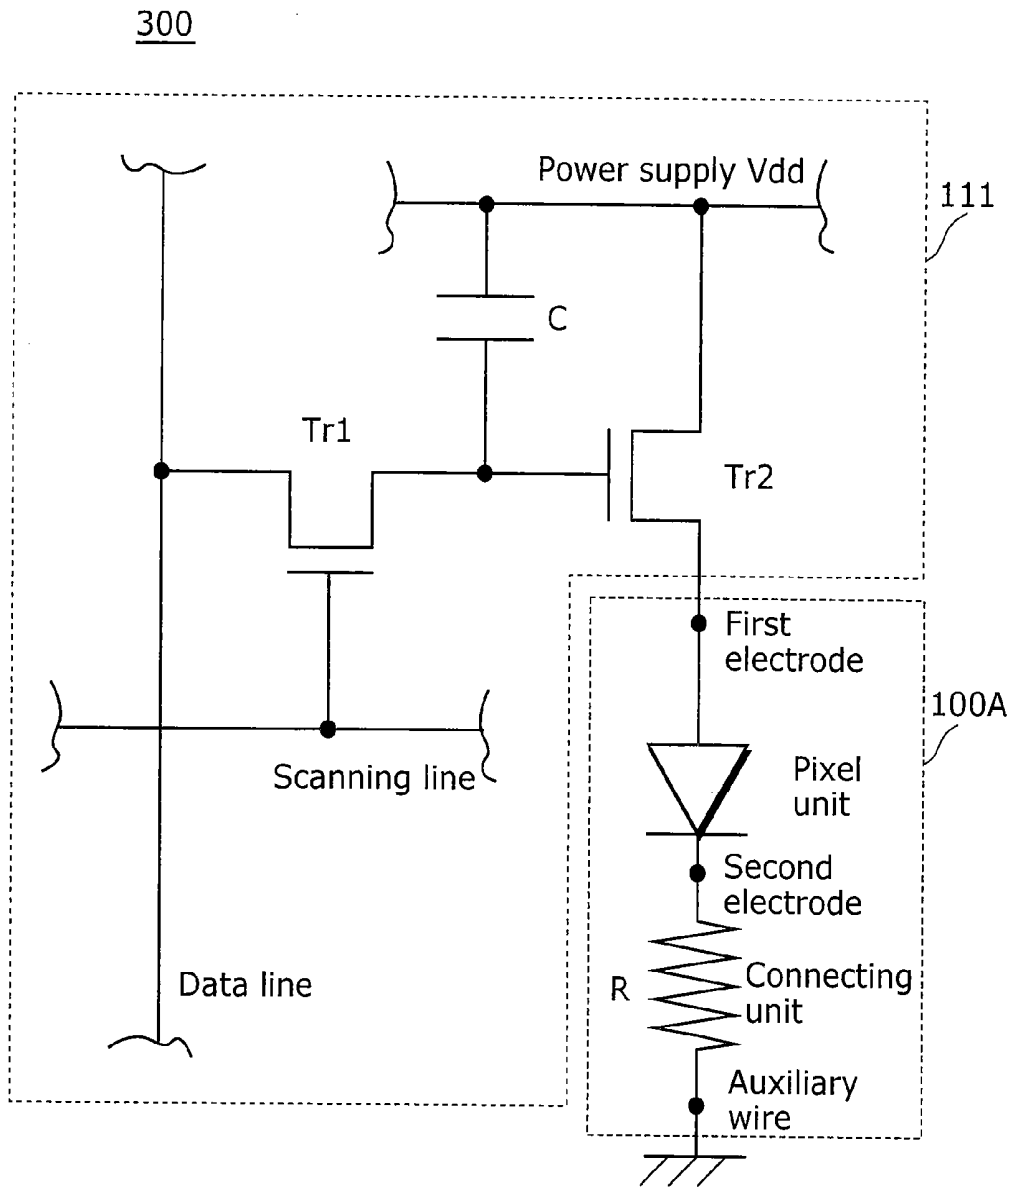 300
Power supply Vdd
111
C
Tr1
Tr2
First
electrode
100A
Pixel
unit
Scanning line
Second
electrode
Data line
R
Connecting
unit
Auxiliary
wire